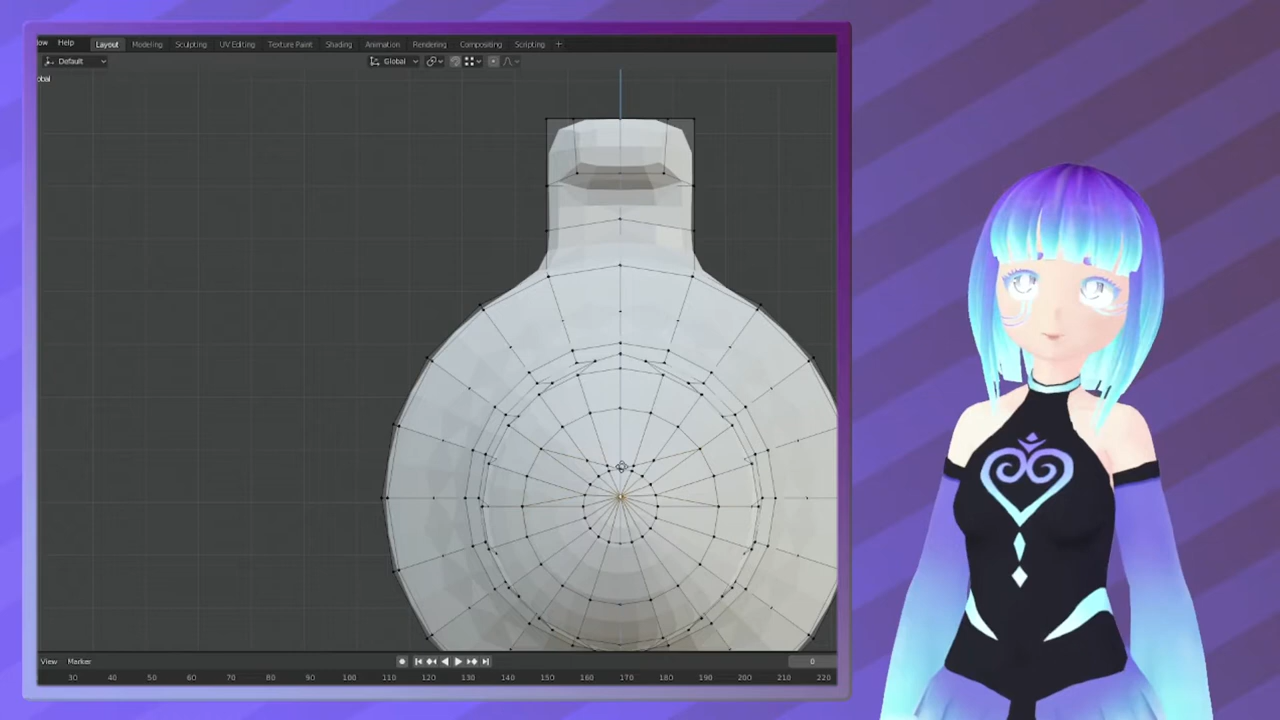 ow Help Layout Modeling Sculpting UV Editing Texture Paint Shading Animation Rendering Compositing Scripting +
Default Global
obal
View Marker 0
30 40 50 60 70 80 90 100 110 120 130 140 150 160 170 180 190 200 210 220